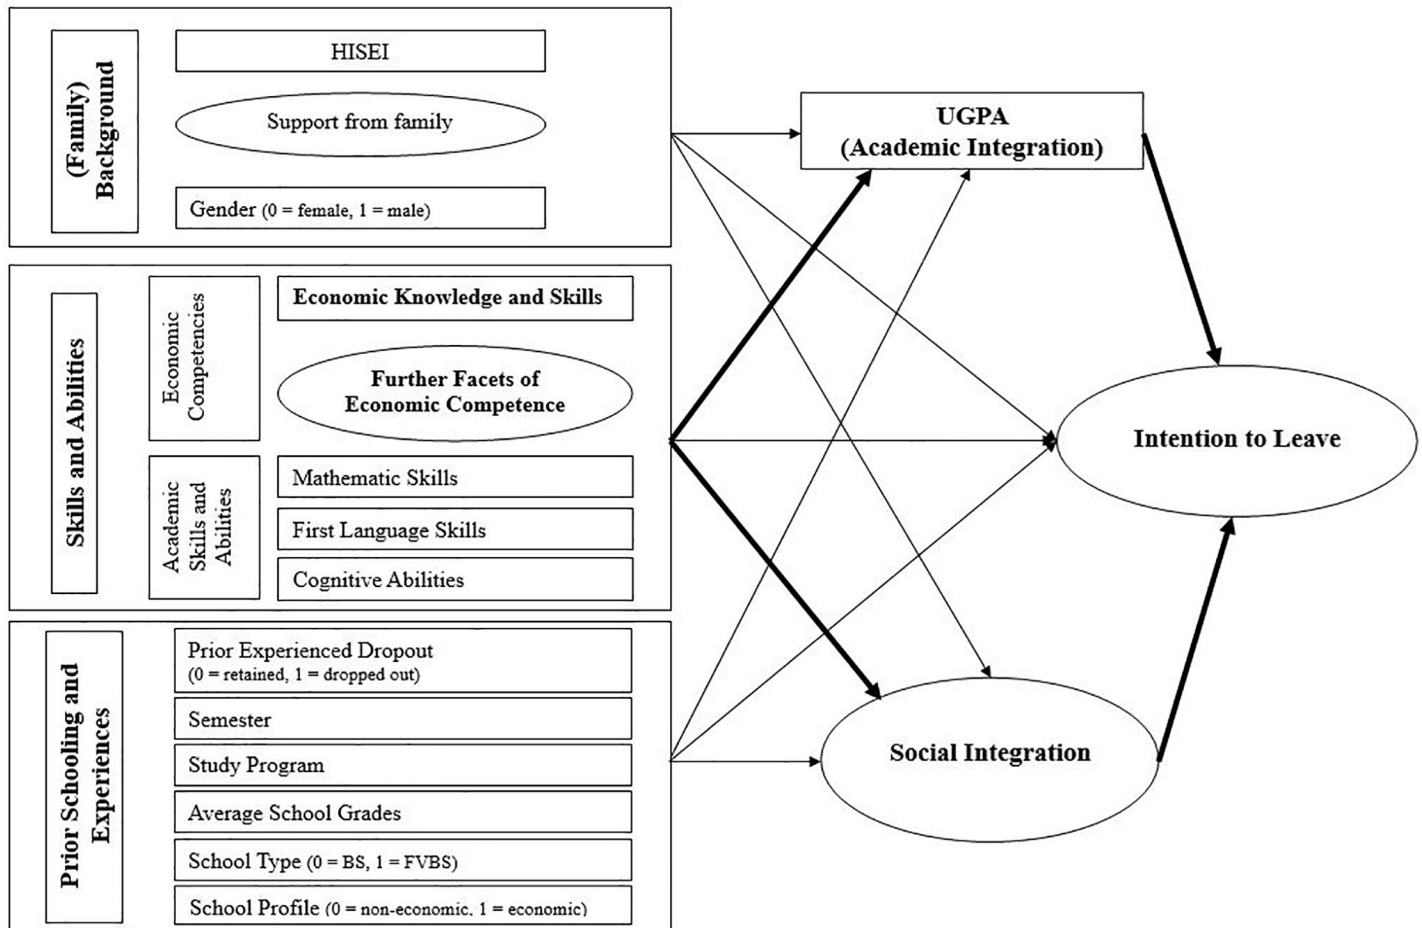 (Family)
Background
HISEI
Support from family
Gender (0 = female, 1 = male)
Skills and Abilities
Economic
Competencies
Economic Knowledge and Skills
Further Facets of
Economic Competence
Academic
Skills and
Abilities
Mathematic Skills
First Language Skills
Cognitive Abilities
Prior Schooling and
Experiences
Prior Experienced Dropout
(0 = retained, 1 = dropped out)
Semester
Study Program
Average School Grades
School Type (0 = BS, 1 = FVBS)
School Profile (0 = non-economic, 1 = economic)
UGPA
(Academic Integration)
Intention to Leave
Social Integration